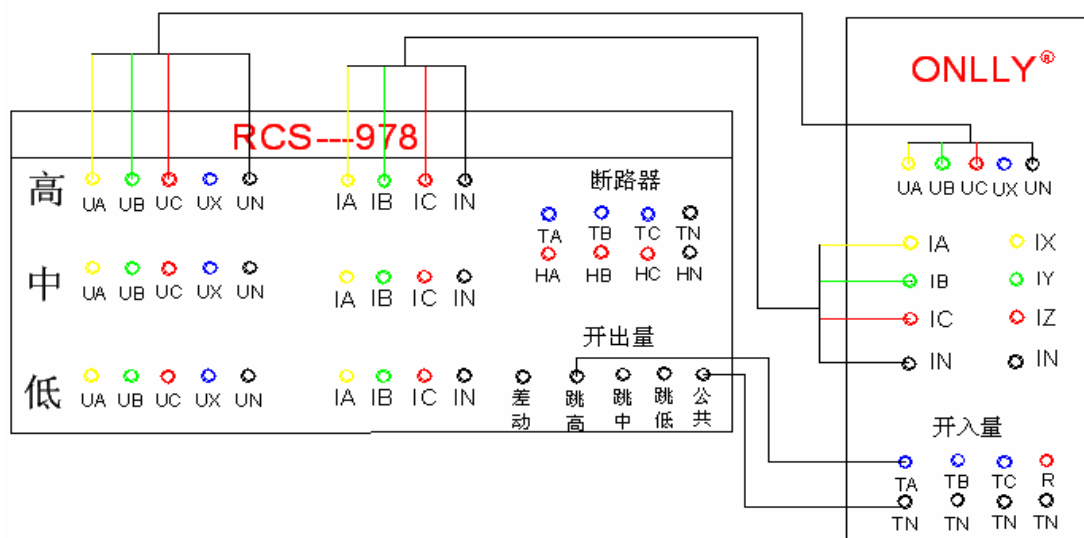 ONLLY®
RCS----978
高
UA UB UC UX UN
IA IB IC IN
断路器
TA TB TC TN
HA HB HC HN
中
UA UB UC UX UN
IA IB IC IN
低
UA UB UC UX UN
IA IB IC IN
开出量
差动 跳高 跳中 跳低 公共
UA UB UC UX UN
IA IX
IB IY
IC IZ
IN IN
开入量
TA TB TC R
TN TN TN TN